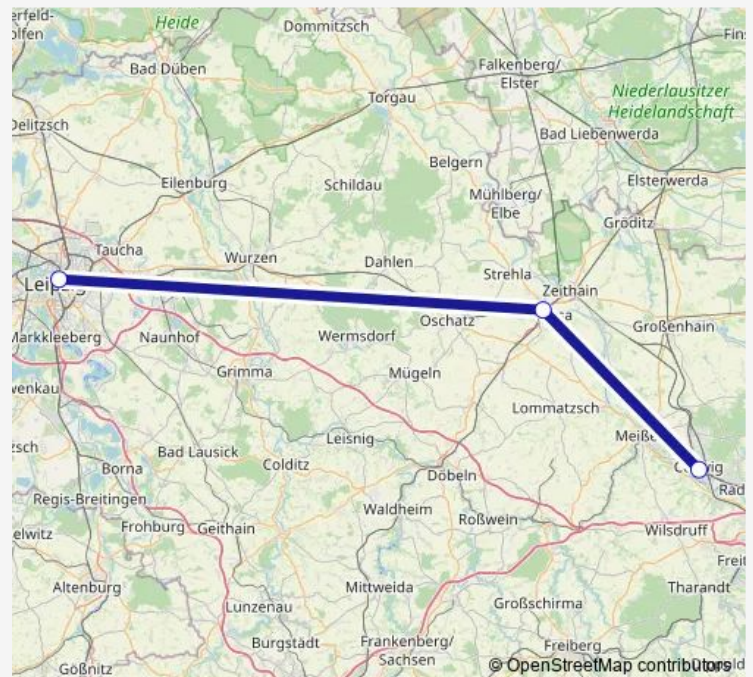 Heide
Dommitzsch
Bad Düben
Falkenberg/
Elster
Torgau
Niederlausitzer
Heidelandschaft
Delitzsch
Bad Liebenwerda
Belgern
Eilenburg
Schildau
Elsterwerda
Mühlberg/
Elbe
Gröditz
Taucha
Wurzen
Dahlen
Strehla
Zeithain
Oschatz
Großenhain
Markkleeberg
Naunhof
Wermsdorf
Grimma
Mügeln
Lommatzsch
Leisnig
Bad Lausick
Colditz
Borna
Döbeln
Regis-Breitingen
Waldheim
Roßwein
Frohburg
Geithain
Wilsdruff
Altenburg
Mittweida
Tharandt
Lunzenau
Großschirma
Burgstädt
Frankenberg/
Sachsen
Freiberg
Gößnitz
© OpenStreetMap contributors